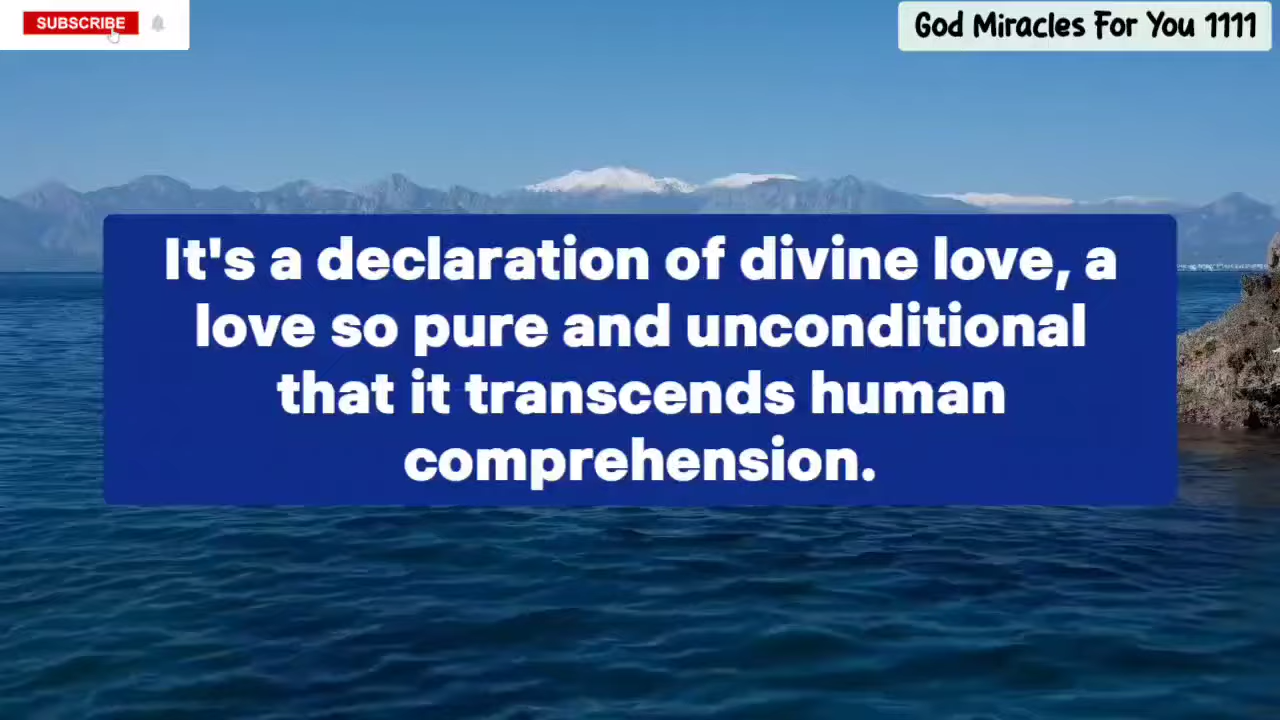 SUBSCRIBE
God Miracles For You 1111
It's a declaration of divine love, a
love so pure and unconditional
that it transcends human
comprehension.